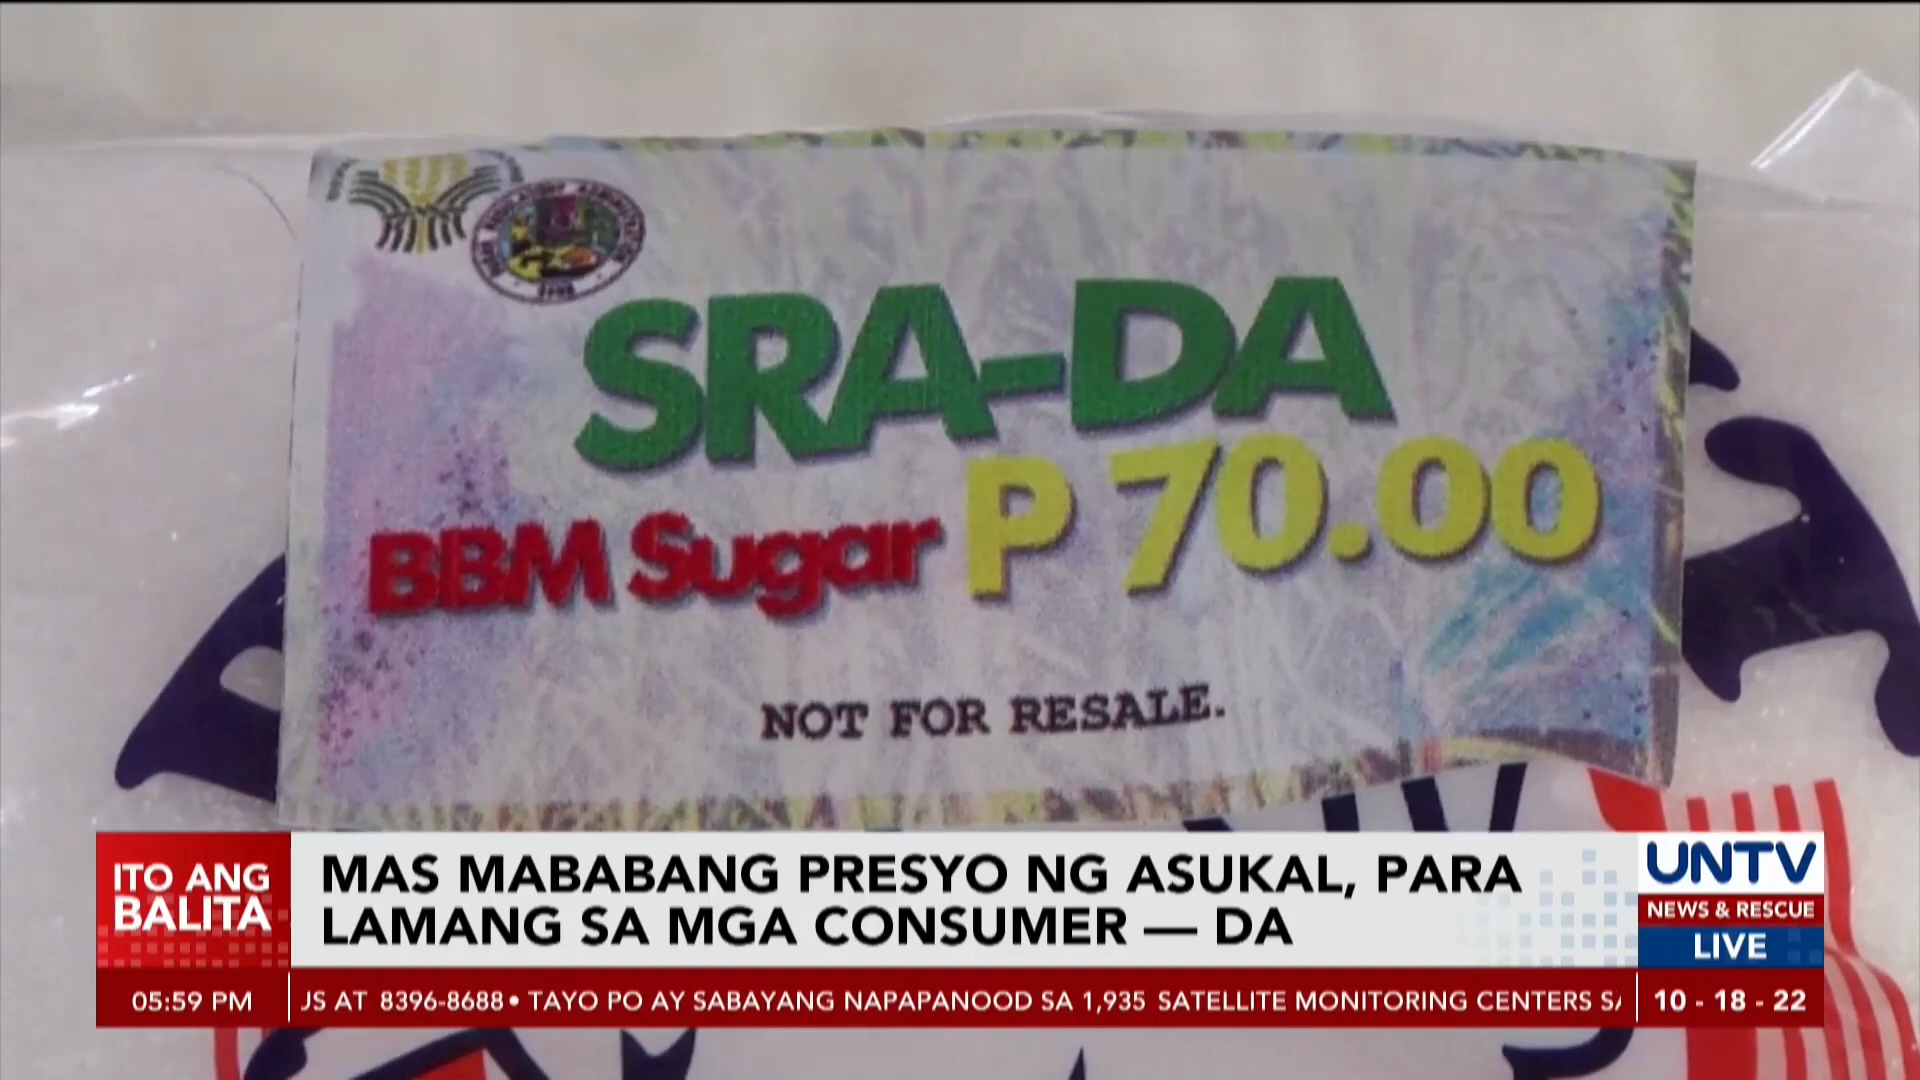 SRA-DA
BBM Sugar P 70.00
NOT FOR RESALE.
ITO ANG
BALITA
MAS MABABANG PRESYO NG ASUKAL, PARA
LAMANG SA MGA CONSUMER — DA
UNTV
NEWS & RESCUE
LIVE
05:59 PM
US AT 8396-8688 • TAYO PO AY SABAYANG NAPAPANOOD SA 1,935 SATELLITE MONITORING CENTERS SA
10 - 18 - 22